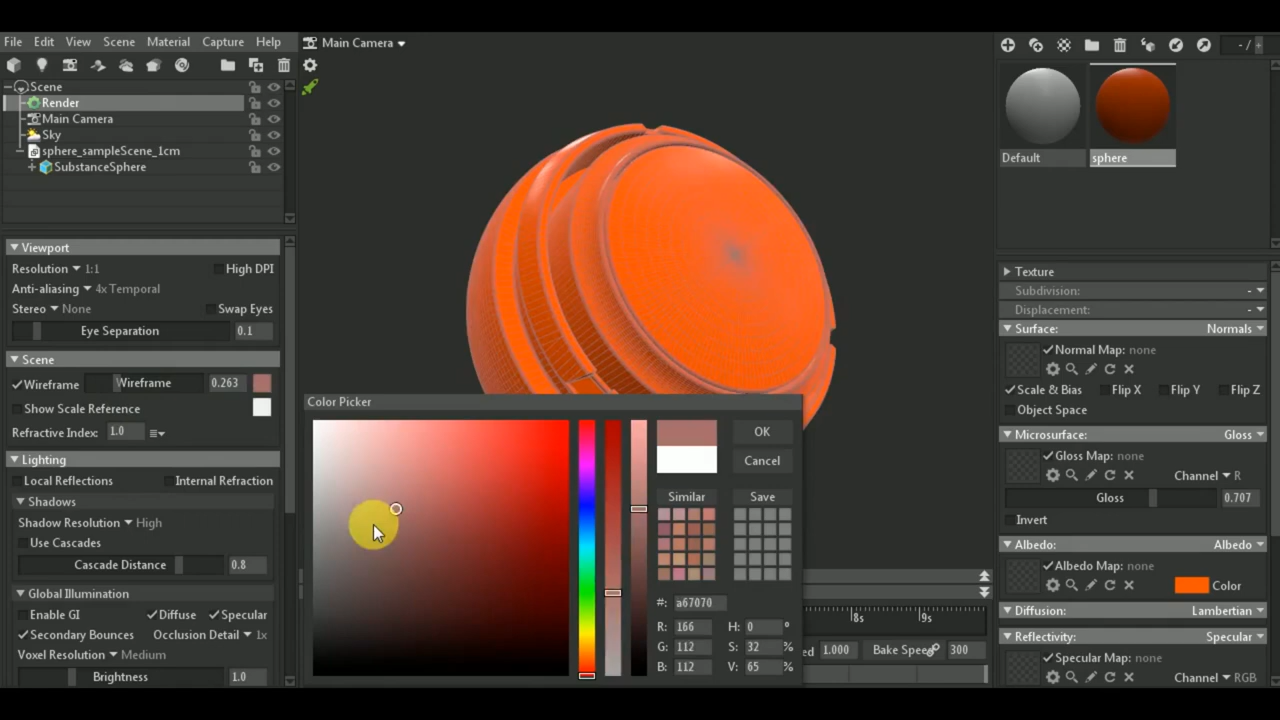 File Edit View Scene Material Capture Help
Main Camera
- /
Scene
Render
Main Camera
Sky
sphere_sampleScene_1cm
SubstanceSphere
Default
sphere
Viewport
Resolution 1:1 High DPI
Anti-aliasing 4x Temporal
Stereo None Swap Eyes
Eye Separation 0.1
Scene
Wireframe Wireframe 0.263
Show Scale Reference
Refractive Index: 1.0
Lighting
Local Reflections Internal Refraction
Shadows
Shadow Resolution High
Use Cascades
Cascade Distance 0.8
Global Illumination
Enable GI Diffuse Specular
Secondary Bounces Occlusion Detail 1x
Voxel Resolution Medium
Brightness 1.0
Color Picker
OK
Cancel
Similar Save
#: a67070
R: 166 H: 0 °
G: 112 S: 32 %
B: 112 V: 65 %
8s 9s
ed 1.000 Bake Speed 300
Texture
Subdivision: -
Displacement: -
Surface: Normals
Normal Map: none
Scale & Bias Flip X Flip Y Flip Z
Object Space
Microsurface: Gloss
Gloss Map: none
Channel R
Gloss 0.707
Invert
Albedo: Albedo
Albedo Map: none
Color
Diffusion: Lambertian
Reflectivity: Specular
Specular Map: none
Channel RGB